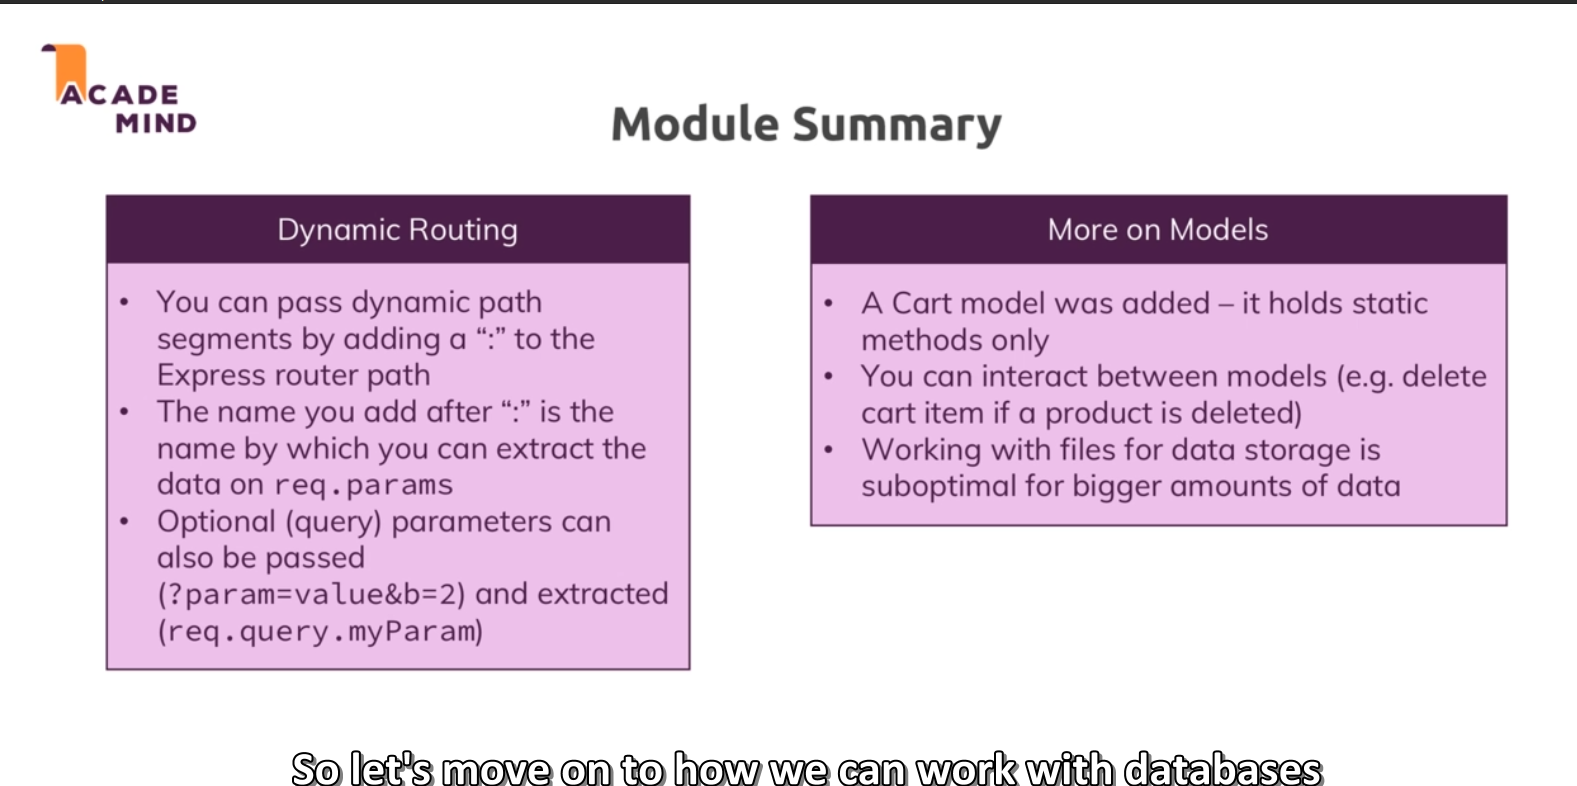 ACADE
MIND
Module Summary
Dynamic Routing
• You can pass dynamic path
segments by adding a “:” to the
Express router path
• The name you add after “:” is the
name by which you can extract the
data on req.params
• Optional (query) parameters can
also be passed
(?param=value&b=2) and extracted
(req.query.myParam)
More on Models
• A Cart model was added – it holds static
methods only
• You can interact between models (e.g. delete
cart item if a product is deleted)
• Working with files for data storage is
suboptimal for bigger amounts of data
So let's move on to how we can work with databases